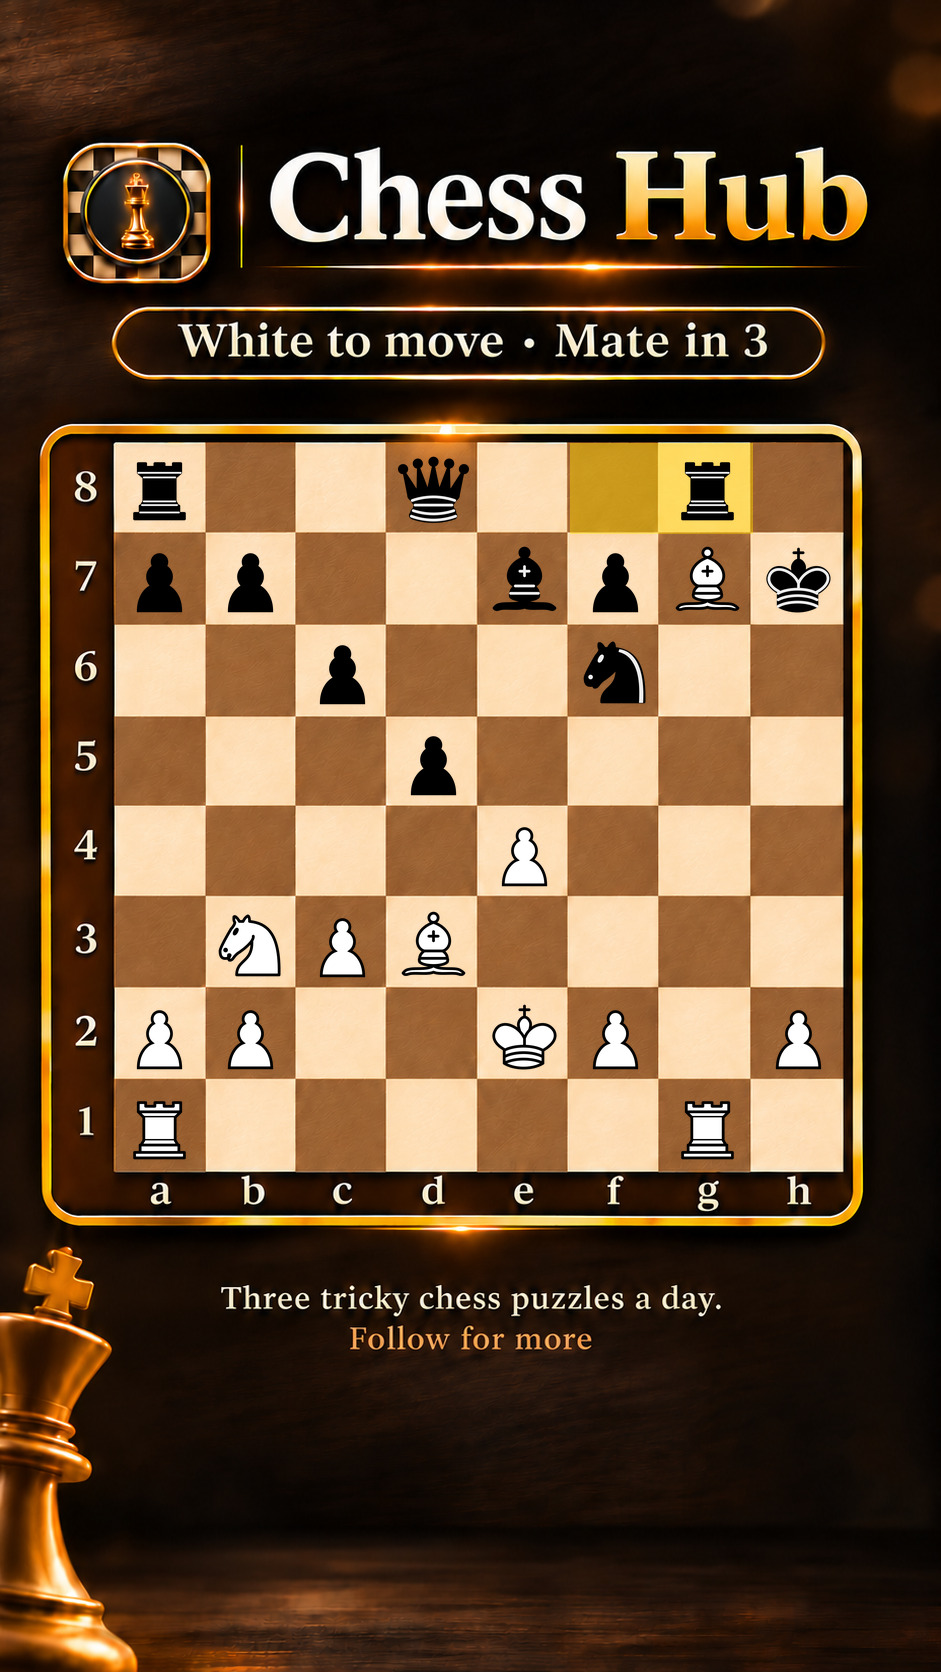 Chess Hub
White to move • Mate in 3
8
7
6
5
4
3
2
1
a b c d e f g h
Three tricky chess puzzles a day.
Follow for more